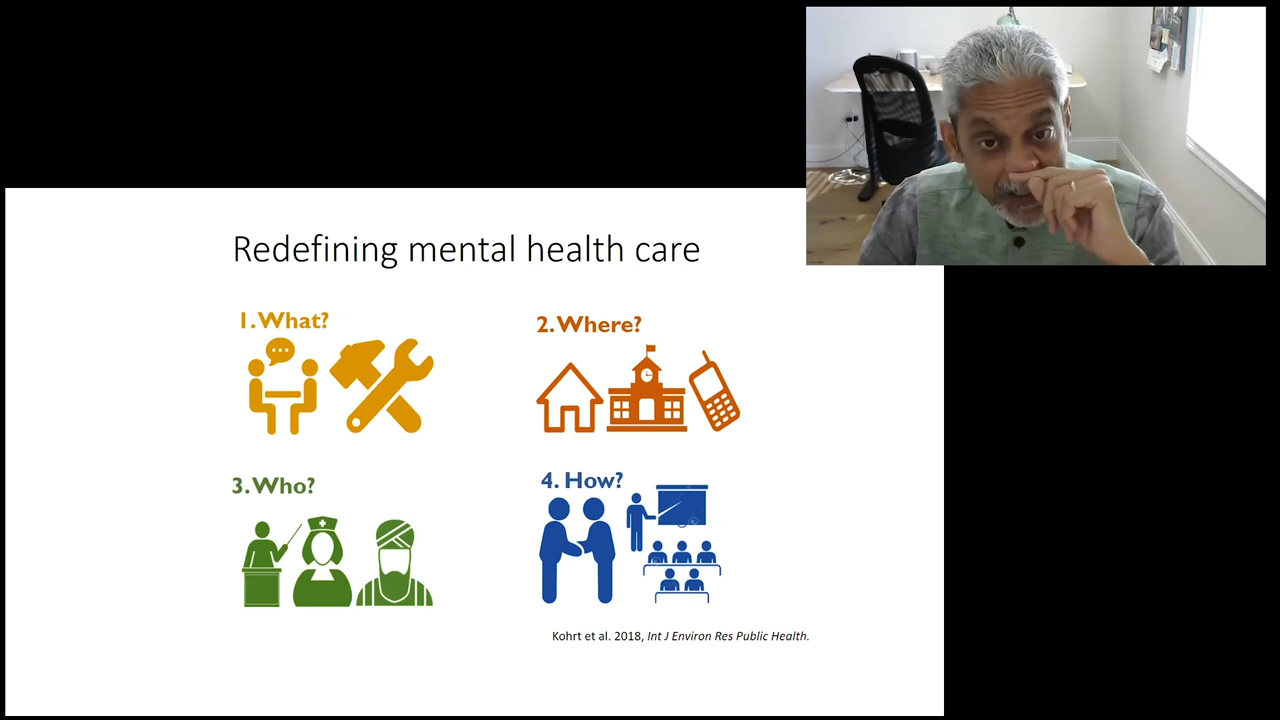 Redefining mental health care
1. What?
2. Where?
3. Who?
4. How?
Kohrt et al. 2018, Int J Environ Res Public Health.